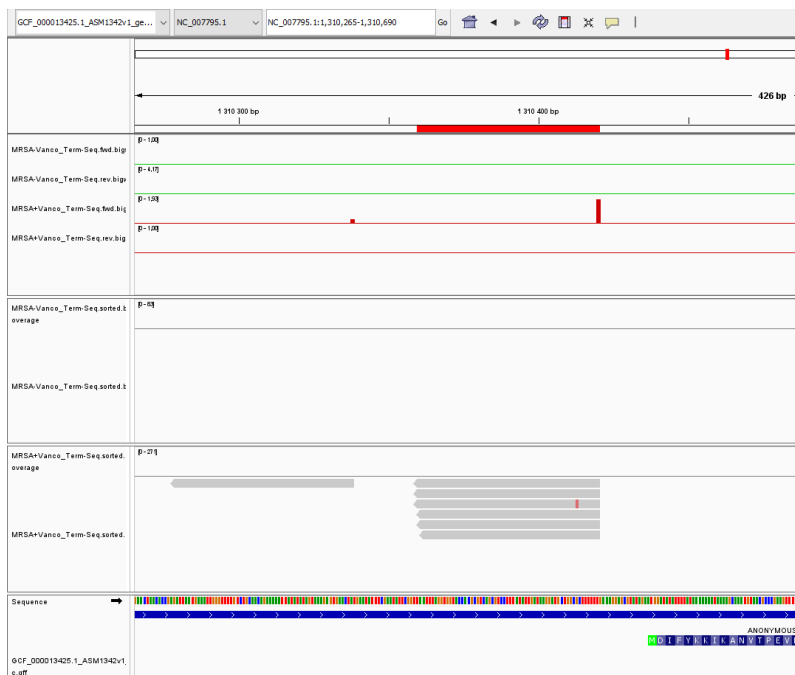 GCF_000013425.1_ASM1342v1_ge... NC_007795.1 NC_007795.1:1,310,265-1,310,690 Go
426 bp
1 310 300 bp 1 310 400 bp
[0 - 1,00]
MRSA-Vanco_Term-Seq.fwd.bigw
[0 - 4,17]
MRSA-Vanco_Term-Seq.rev.bigw
[0 - 1,93]
MRSA+Vanco_Term-Seq.fwd.big
[0 - 1,00]
MRSA+Vanco_Term-Seq.rev.big
[0 - 63]
MRSA-Vanco_Term-Seq.sorted.b
overage
MRSA-Vanco_Term-Seq.sorted.b
[0 - 271]
MRSA+Vanco_Term-Seq.sorted.
overage
MRSA+Vanco_Term-Seq.sorted.
Sequence
ANONYMOUS
M D I F Y K K I K A N V T P E V
GCF_000013425.1_ASM1342v1_
c.gff